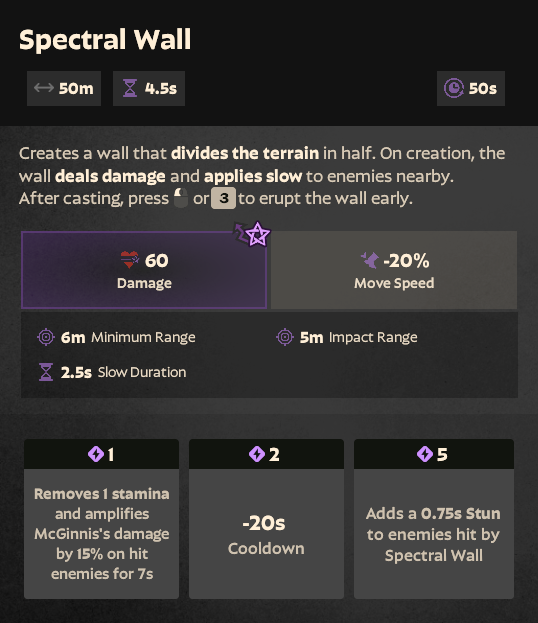 Spectral Wall
50m 4.5s 50s
Creates a wall that divides the terrain in half. On creation, the
wall deals damage and applies slow to enemies nearby.
After casting, press or 3 to erupt the wall early.
60 -20%
Damage Move Speed
6m Minimum Range 5m Impact Range
2.5s Slow Duration
1
Removes 1 stamina
and amplifies
McGinnis's damage
by 15% on hit
enemies for 7s
2
-20s
Cooldown
5
Adds a 0.75s Stun
to enemies hit by
Spectral Wall